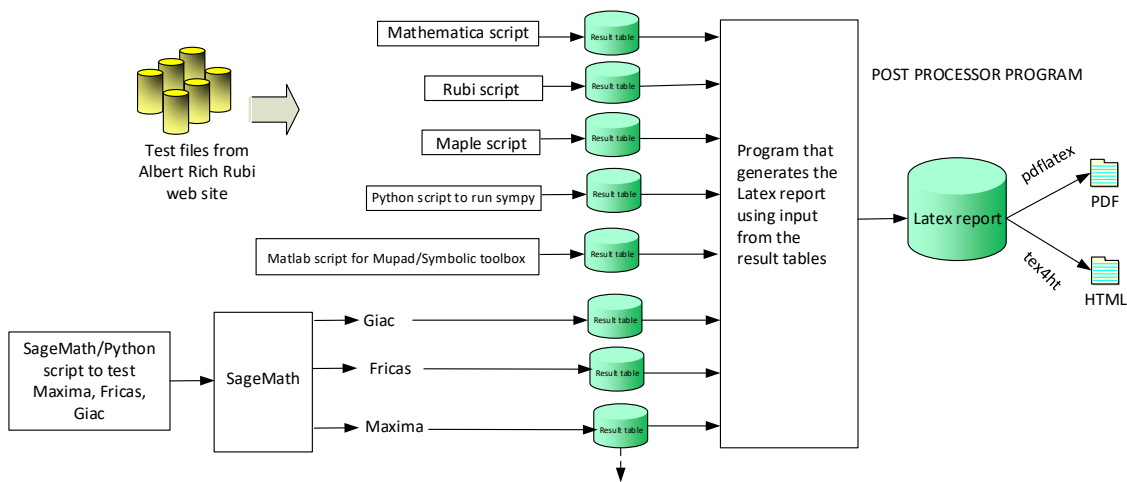 Mathematica script
Result table
Rubi script
Result table
Maple script
Result table
Python script to run sympy
Result table
Matlab script for Mupad/Symbolic toolbox
Result table
Test files from
Albert Rich Rubi
web site
SageMath/Python
script to test
Maxima, Fricas,
Giac
SageMath
Giac
Result table
Fricas
Result table
Maxima
Result table
Program that
generates the
Latex report
using input
from the
result tables
POST PROCESSOR PROGRAM
Latex report
pdflatex
PDF
tex4ht
HTML